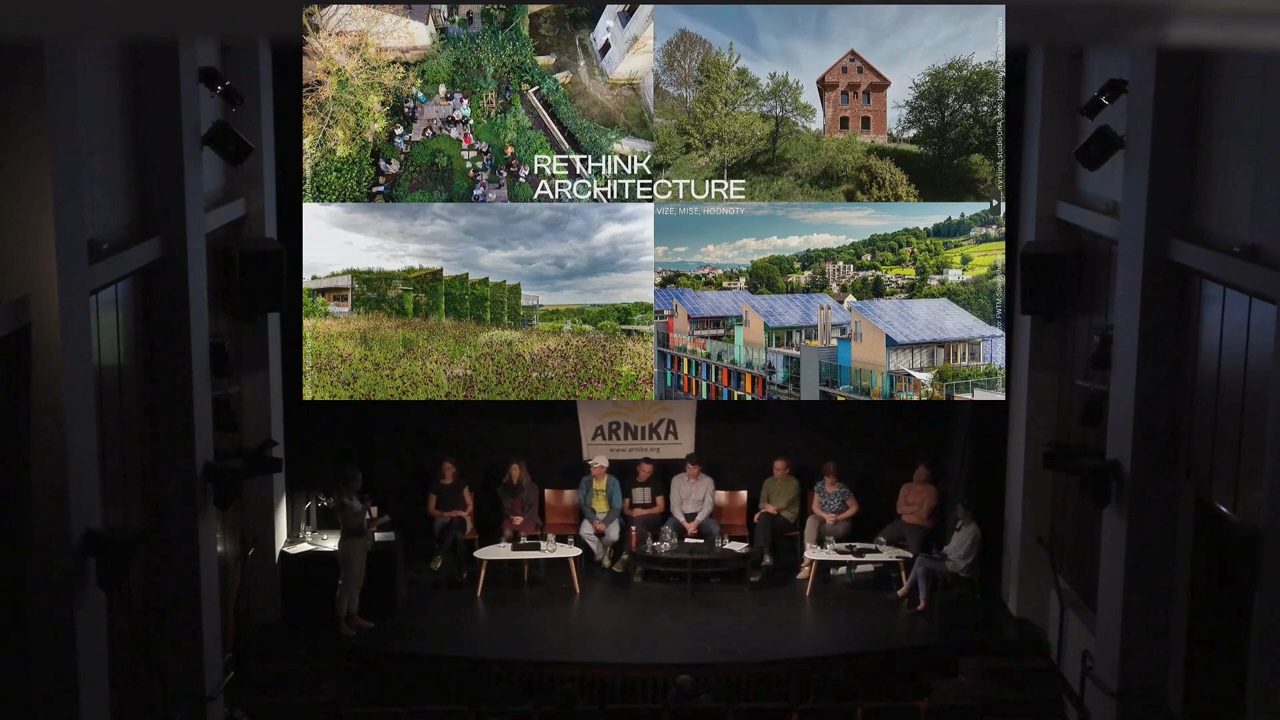 RETHINK
ARCHITECTURE
VIZE, MISE, HODNOTY
ARNIKA
www.arnika.org